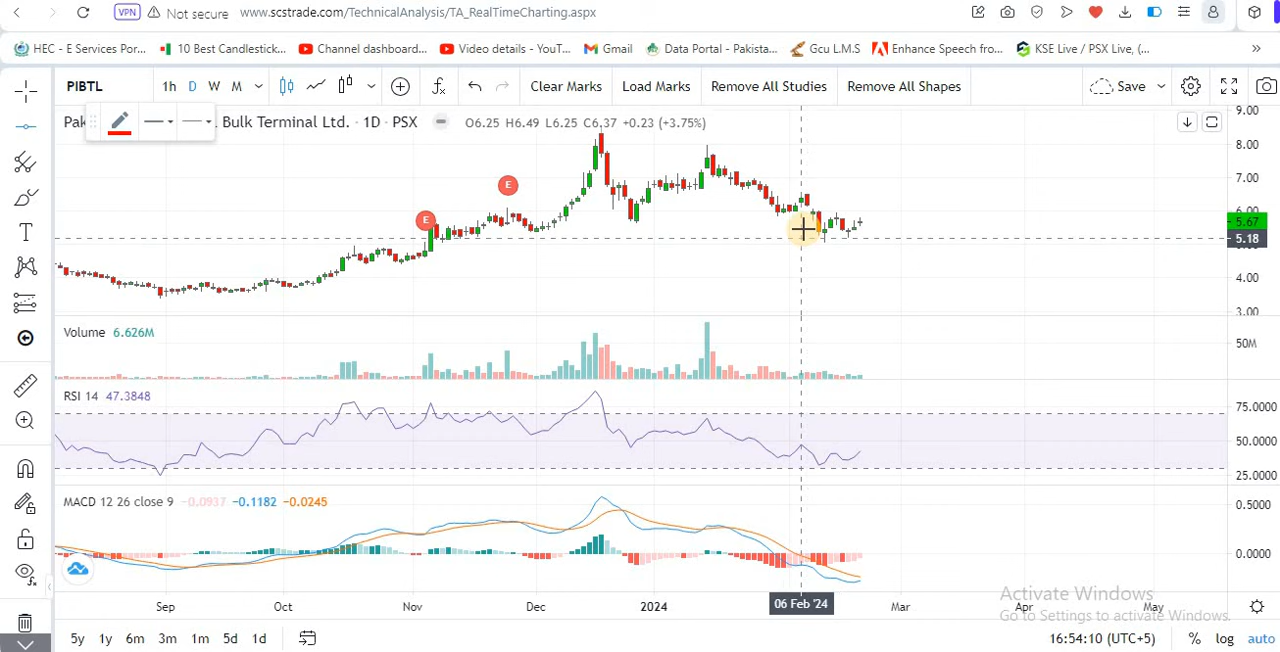 VPN Not secure www.scstrade.com/TechnicalAnalysis/TA_RealTimeCharting.aspx
HEC - E Services Por... 10 Best Candlestick... Channel dashboard... Video details - YouT... Gmail Data Portal - Pakista... Gcu L.M.S Enhance Speech fro... KSE Live / PSX Live, (... »
PIBTL 1h D W M Clear Marks Load Marks Remove All Studies Remove All Shapes Save
Pak Bulk Terminal Ltd. · 1D · PSX O6.25 H6.49 L6.25 C6.37 +0.23 (+3.75%)
9.00
8.00
7.00
6.00
5.67
5.18
4.00
3.00
E
E
T
Volume 6.626M
50M
RSI 14 47.3848
75.0000
50.0000
25.0000
MACD 12 26 close 9 −0.0937 −0.1182 −0.0245
0.5000
0.0000
Sep Oct Nov Dec 2024 06 Feb '24 Mar Apr May
Activate Windows
Go to Settings to activate Windows.
5y 1y 6m 3m 1m 5d 1d 16:54:10 (UTC+5) % log auto